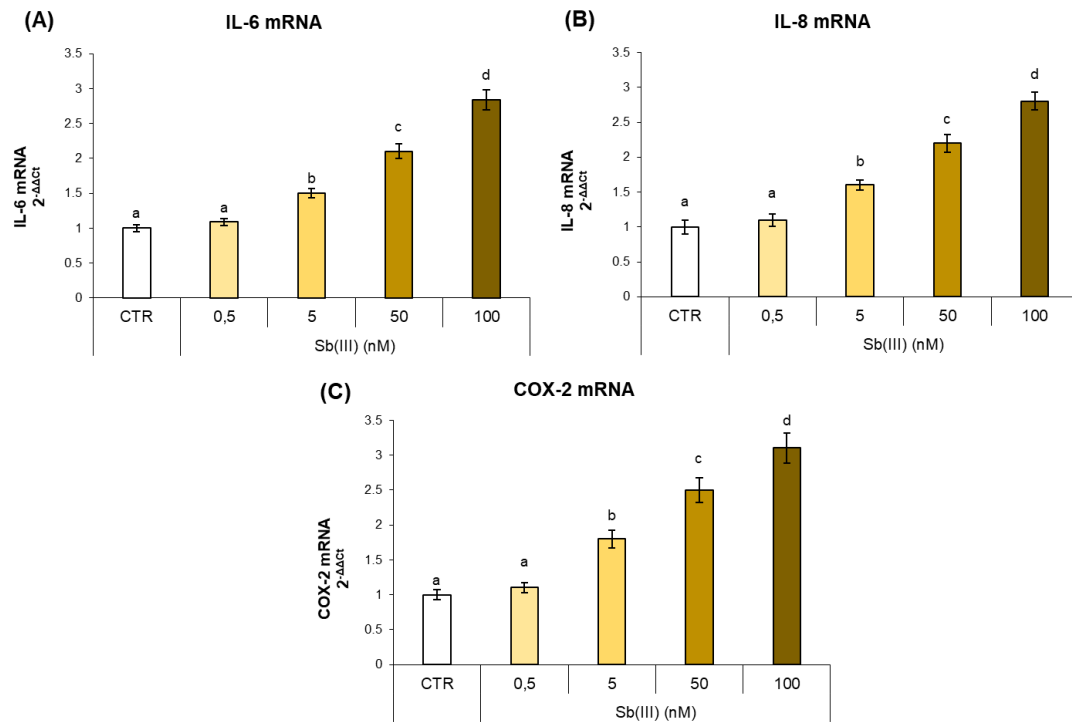 (A)
IL-6 mRNA
IL-6 mRNA
2-ΔΔCt
3.5
3
2.5
2
1.5
1
0.5
0
a
a
b
c
d
CTR 0,5 5 50 100
Sb(III) (nM)
(B)
IL-8 mRNA
IL-8 mRNA
2-ΔΔCt
3.5
3
2.5
2
1.5
1
0.5
0
a
a
b
c
d
CTR 0,5 5 50 100
Sb(III) (nM)
(C)
COX-2 mRNA
COX-2 mRNA
2-ΔΔCt
3.5
3
2.5
2
1.5
1
0.5
0
a
a
b
c
d
CTR 0,5 5 50 100
Sb(III) (nM)